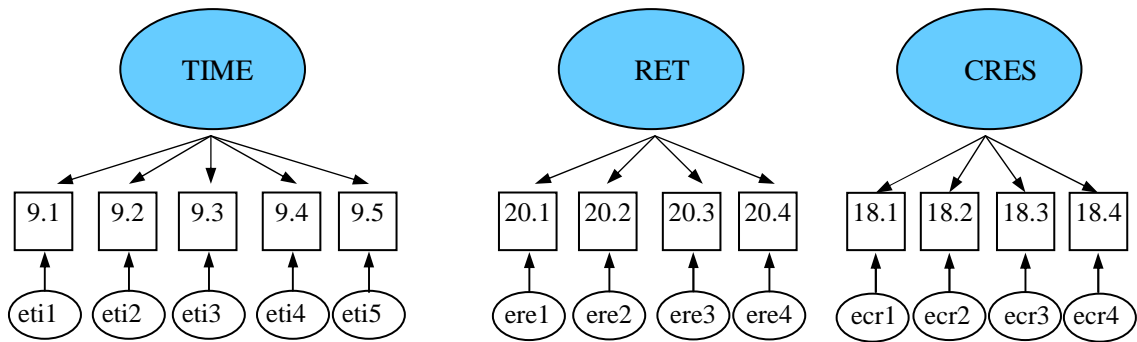 TIME RET CRES
9.1 9.2 9.3 9.4 9.5 20.1 20.2 20.3 20.4 18.1 18.2 18.3 18.4
eti1 eti2 eti3 eti4 eti5 ere1 ere2 ere3 ere4 ecr1 ecr2 ecr3 ecr4